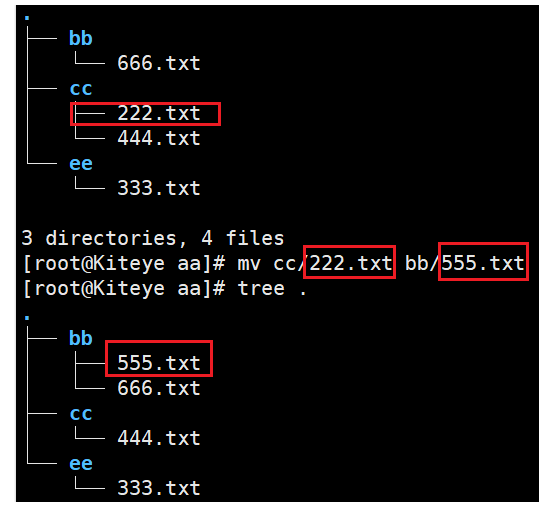 .
├── bb
│   └── 666.txt
├── cc
│   ├── 222.txt
│   └── 444.txt
└── ee
    └── 333.txt
3 directories, 4 files
[root@Kiteye aa]# mv cc/222.txt bb/555.txt
[root@Kiteye aa]# tree .
.
├── bb
│   ├── 555.txt
│   └── 666.txt
├── cc
│   └── 444.txt
└── ee
    └── 333.txt